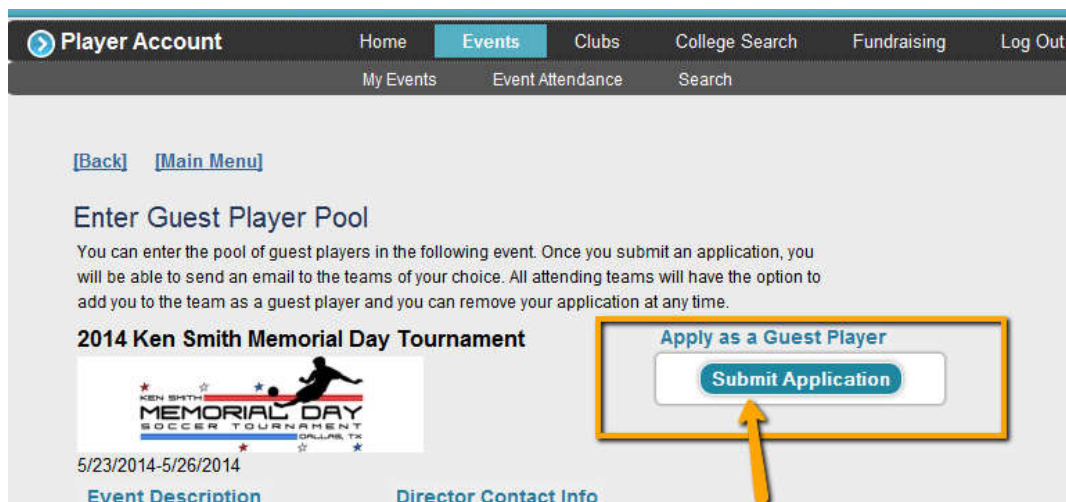 Player Account
Home Events Clubs College Search Fundraising Log Out
My Events Event Attendance Search
[Back] [Main Menu]
Enter Guest Player Pool
You can enter the pool of guest players in the following event. Once you submit an application, you
will be able to send an email to the teams of your choice. All attending teams will have the option to
add you to the team as a guest player and you can remove your application at any time.
2014 Ken Smith Memorial Day Tournament
Apply as a Guest Player
Submit Application
KEN SMITH
MEMORIAL DAY
SOCCER TOURNAMENT
DALLAS, TX
5/23/2014-5/26/2014
Event Description
Director Contact Info